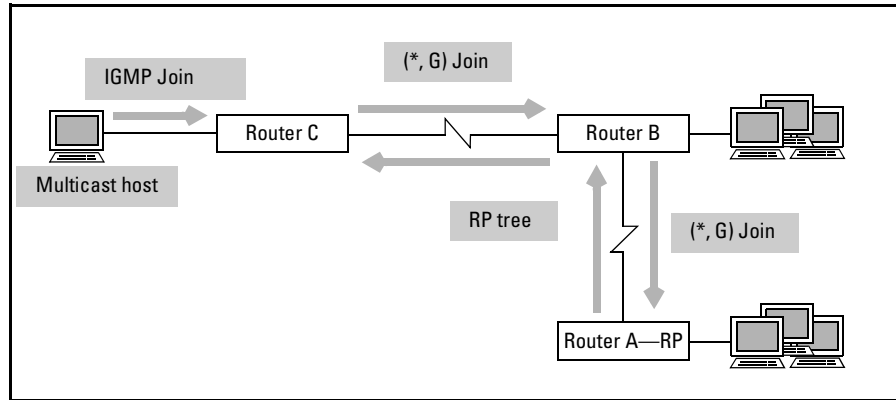 IGMP Join
(*, G) Join
Router C
Router B
Multicast host
RP tree
(*, G) Join
Router A—RP